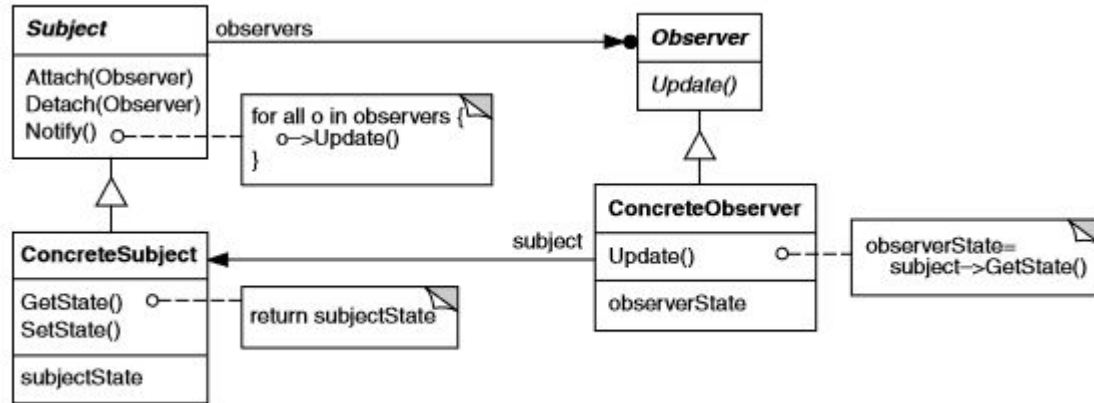 Subject
observers
Observer
Attach(Observer)
Detach(Observer)
Notify()
for all o in observers {
o−>Update()
}
Update()
ConcreteSubject
GetState()
SetState()
subjectState
return subjectState
subject
ConcreteObserver
Update()
observerState
observerState=
subject−>GetState()